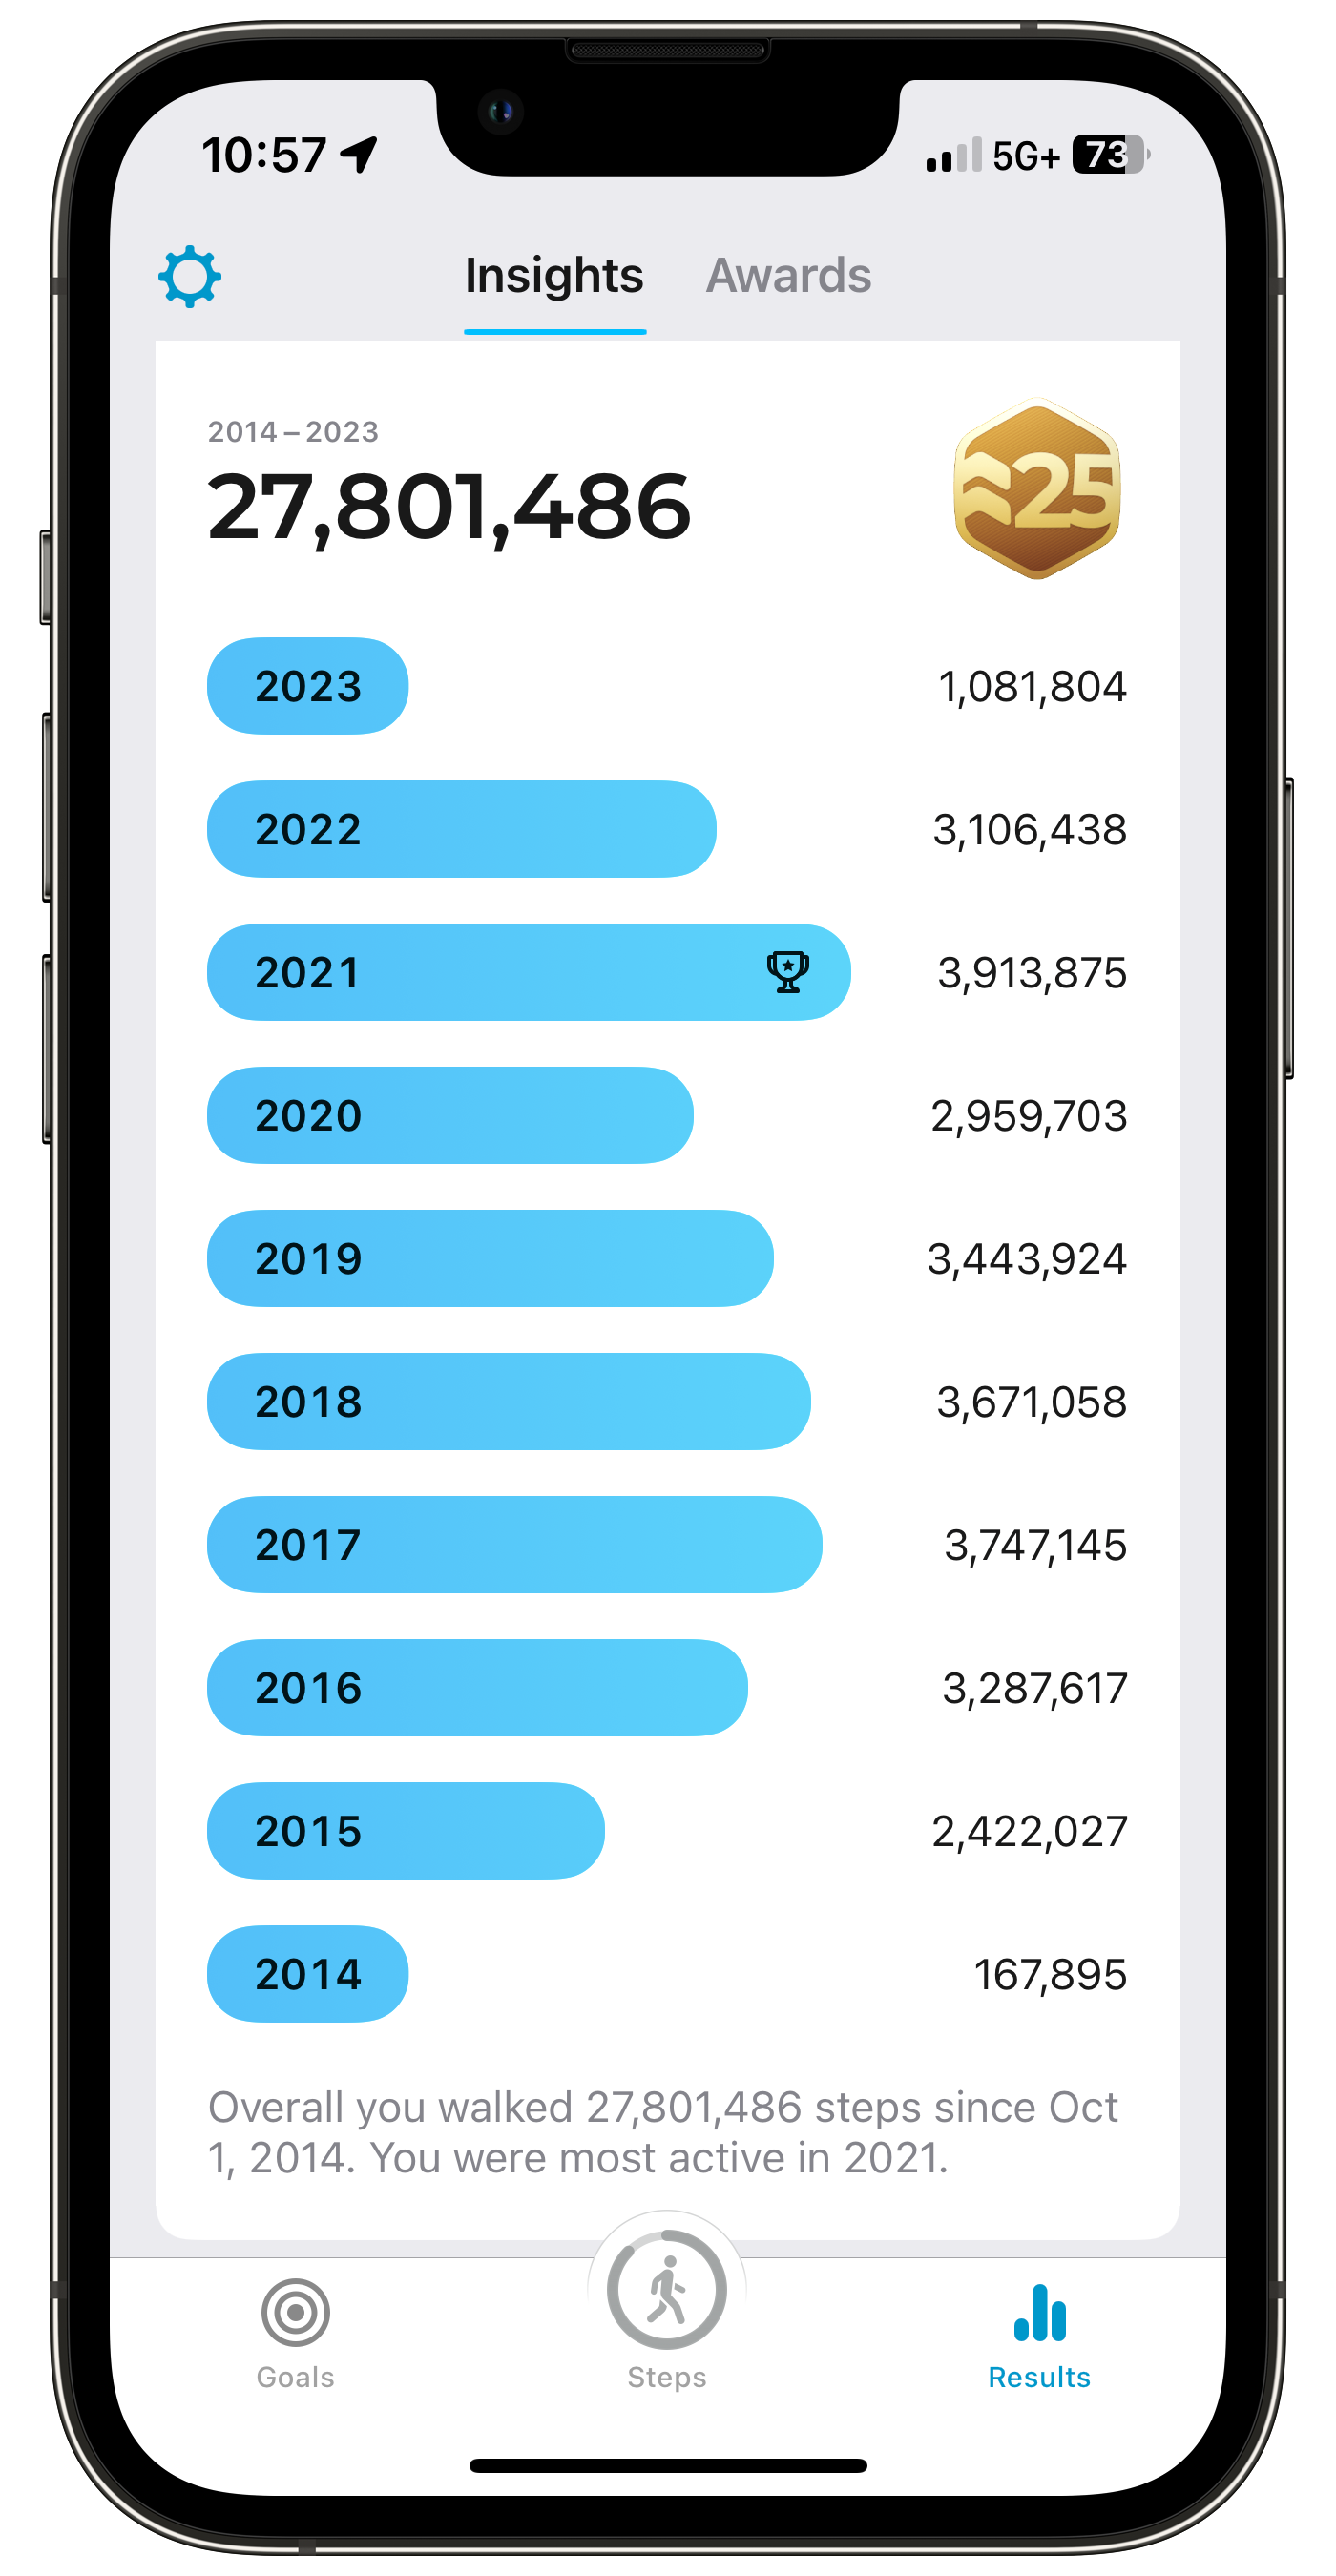 10:57 5G+ 73
Insights Awards
2014–2023
27,801,486
≈25
2023 1,081,804
2022 3,106,438
2021 3,913,875
2020 2,959,703
2019 3,443,924
2018 3,671,058
2017 3,747,145
2016 3,287,617
2015 2,422,027
2014 167,895
Overall you walked 27,801,486 steps since Oct
1, 2014. You were most active in 2021.
Goals Steps Results